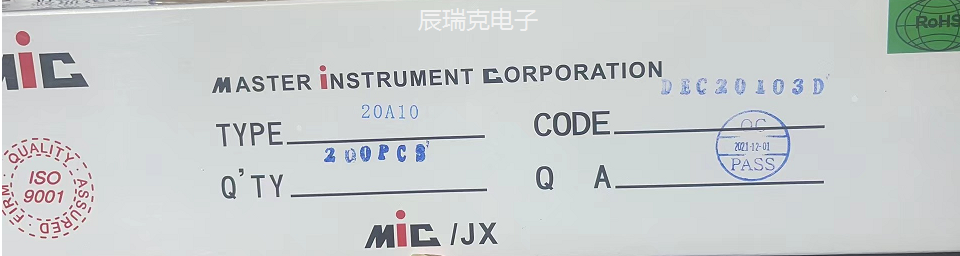 辰瑞克电子
RoHS
MiC
MASTER iNSTRUMENT CORPORATION
DEC20103D
TYPE 20A10
CODE
200PCS
Q'TY
QC
2021-12-01
PASS
Q A
QUALITY ASSURED FIRM
ISO
9001
MiC /JX